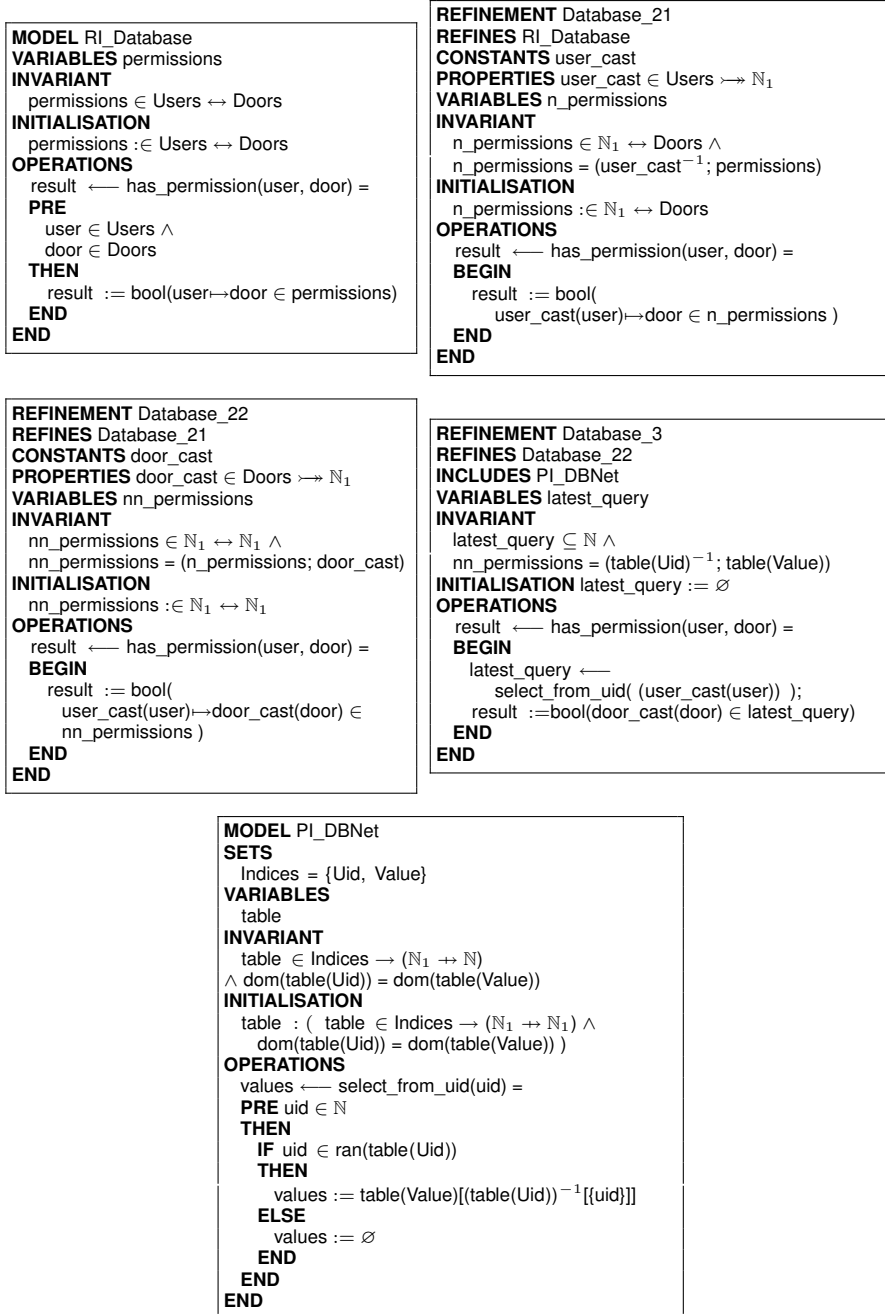 MODEL RI_Database
VARIABLES permissions
INVARIANT
permissions ∈ Users ↔ Doors
INITIALISATION
permissions :∈ Users ↔ Doors
OPERATIONS
result ←− has_permission(user, door) =
PRE
user ∈ Users ∧
door ∈ Doors
THEN
result := bool(user↦door ∈ permissions)
END
END
REFINEMENT Database_21
REFINES RI_Database
CONSTANTS user_cast
PROPERTIES user_cast ∈ Users ⤖ ℕ₁
VARIABLES n_permissions
INVARIANT
n_permissions ∈ ℕ₁ ↔ Doors ∧
n_permissions = (user_cast⁻¹; permissions)
INITIALISATION
n_permissions :∈ ℕ₁ ↔ Doors
OPERATIONS
result ←− has_permission(user, door) =
BEGIN
result := bool(
user_cast(user)↦door ∈ n_permissions )
END
END
REFINEMENT Database_22
REFINES Database_21
CONSTANTS door_cast
PROPERTIES door_cast ∈ Doors ⤖ ℕ₁
VARIABLES nn_permissions
INVARIANT
nn_permissions ∈ ℕ₁ ↔ ℕ₁ ∧
nn_permissions = (n_permissions; door_cast)
INITIALISATION
nn_permissions :∈ ℕ₁ ↔ ℕ₁
OPERATIONS
result ←− has_permission(user, door) =
BEGIN
result := bool(
user_cast(user)↦door_cast(door) ∈
nn_permissions )
END
END
REFINEMENT Database_3
REFINES Database_22
INCLUDES PI_DBNet
VARIABLES latest_query
INVARIANT
latest_query ⊆ ℕ ∧
nn_permissions = (table(Uid)⁻¹; table(Value))
INITIALISATION latest_query := ∅
OPERATIONS
result ←− has_permission(user, door) =
BEGIN
latest_query ←−
select_from_uid( (user_cast(user)) );
result :=bool(door_cast(door) ∈ latest_query)
END
END
MODEL PI_DBNet
SETS
Indices = {Uid, Value}
VARIABLES
table
INVARIANT
table ∈ Indices → (ℕ₁ ⇸ ℕ)
∧ dom(table(Uid)) = dom(table(Value))
INITIALISATION
table : ( table ∈ Indices → (ℕ₁ ⇸ ℕ₁) ∧
dom(table(Uid)) = dom(table(Value)) )
OPERATIONS
values ←− select_from_uid(uid) =
PRE uid ∈ ℕ
THEN
IF uid ∈ ran(table(Uid))
THEN
values := table(Value)[(table(Uid))⁻¹[{uid}]]
ELSE
values := ∅
END
END
END